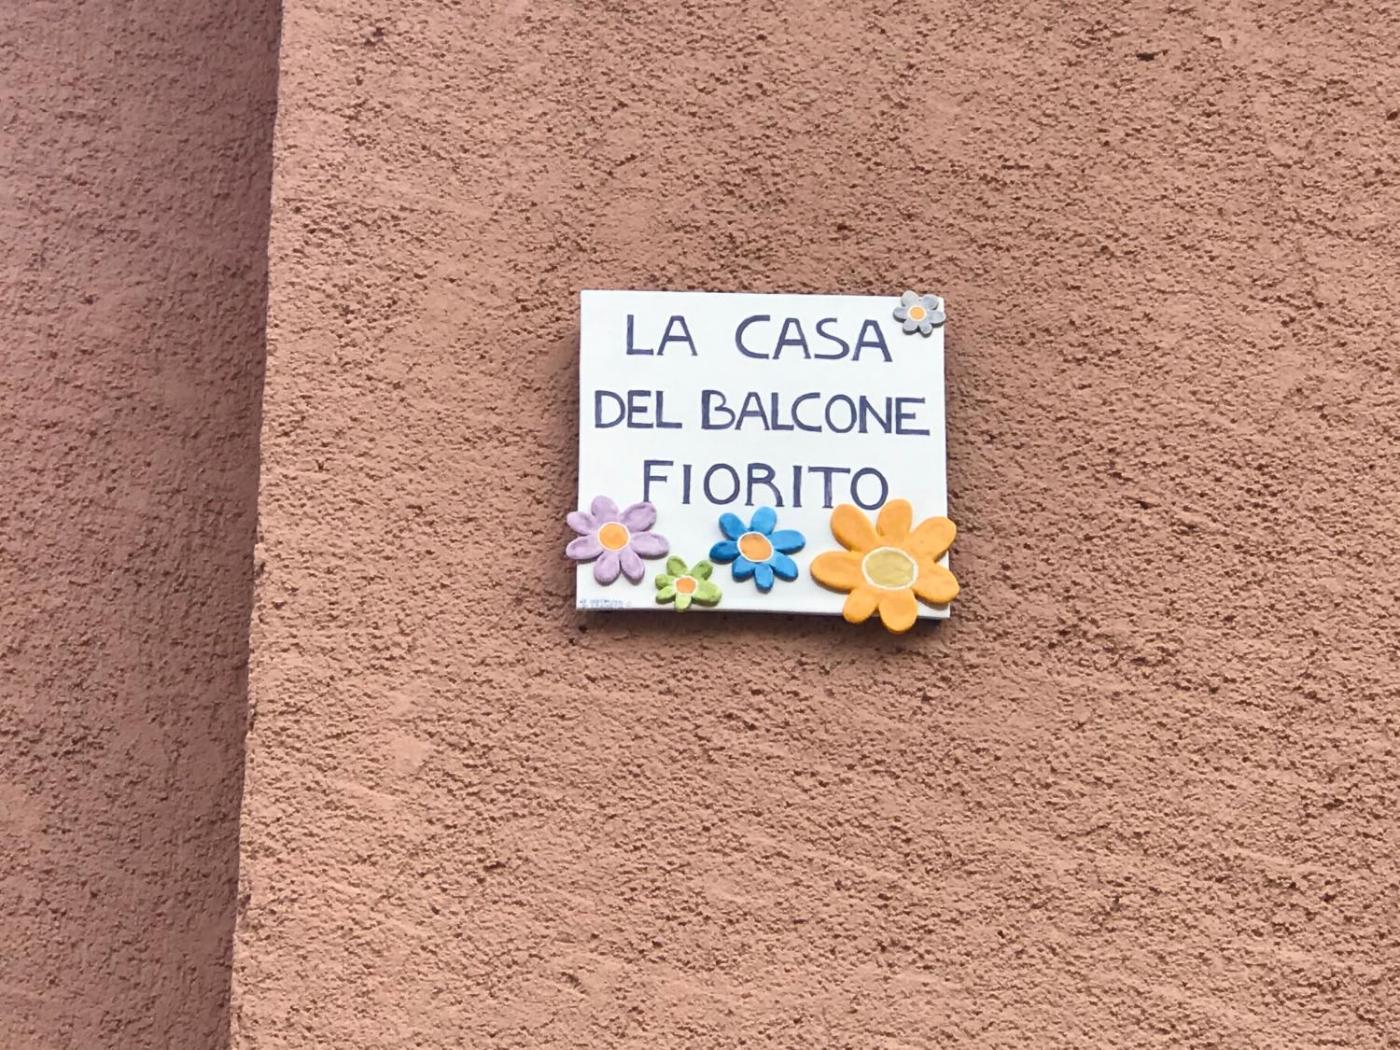 LA CASA
DEL BALCONE
FIORITO